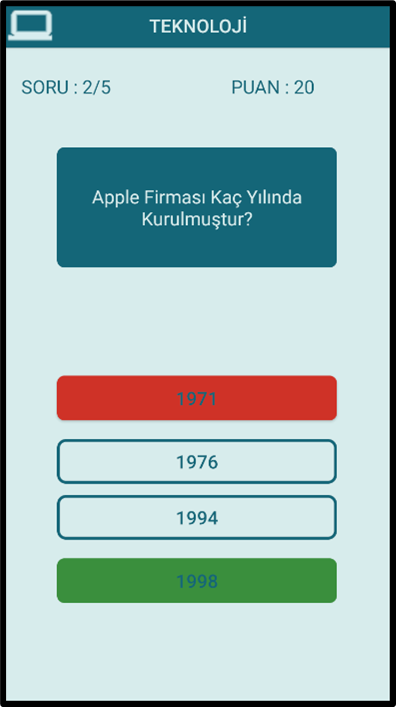 TEKNOLOJİ
SORU : 2/5 PUAN : 20
Apple Firması Kaç Yılında
Kurulmuştur?
1971
1976
1994
1998